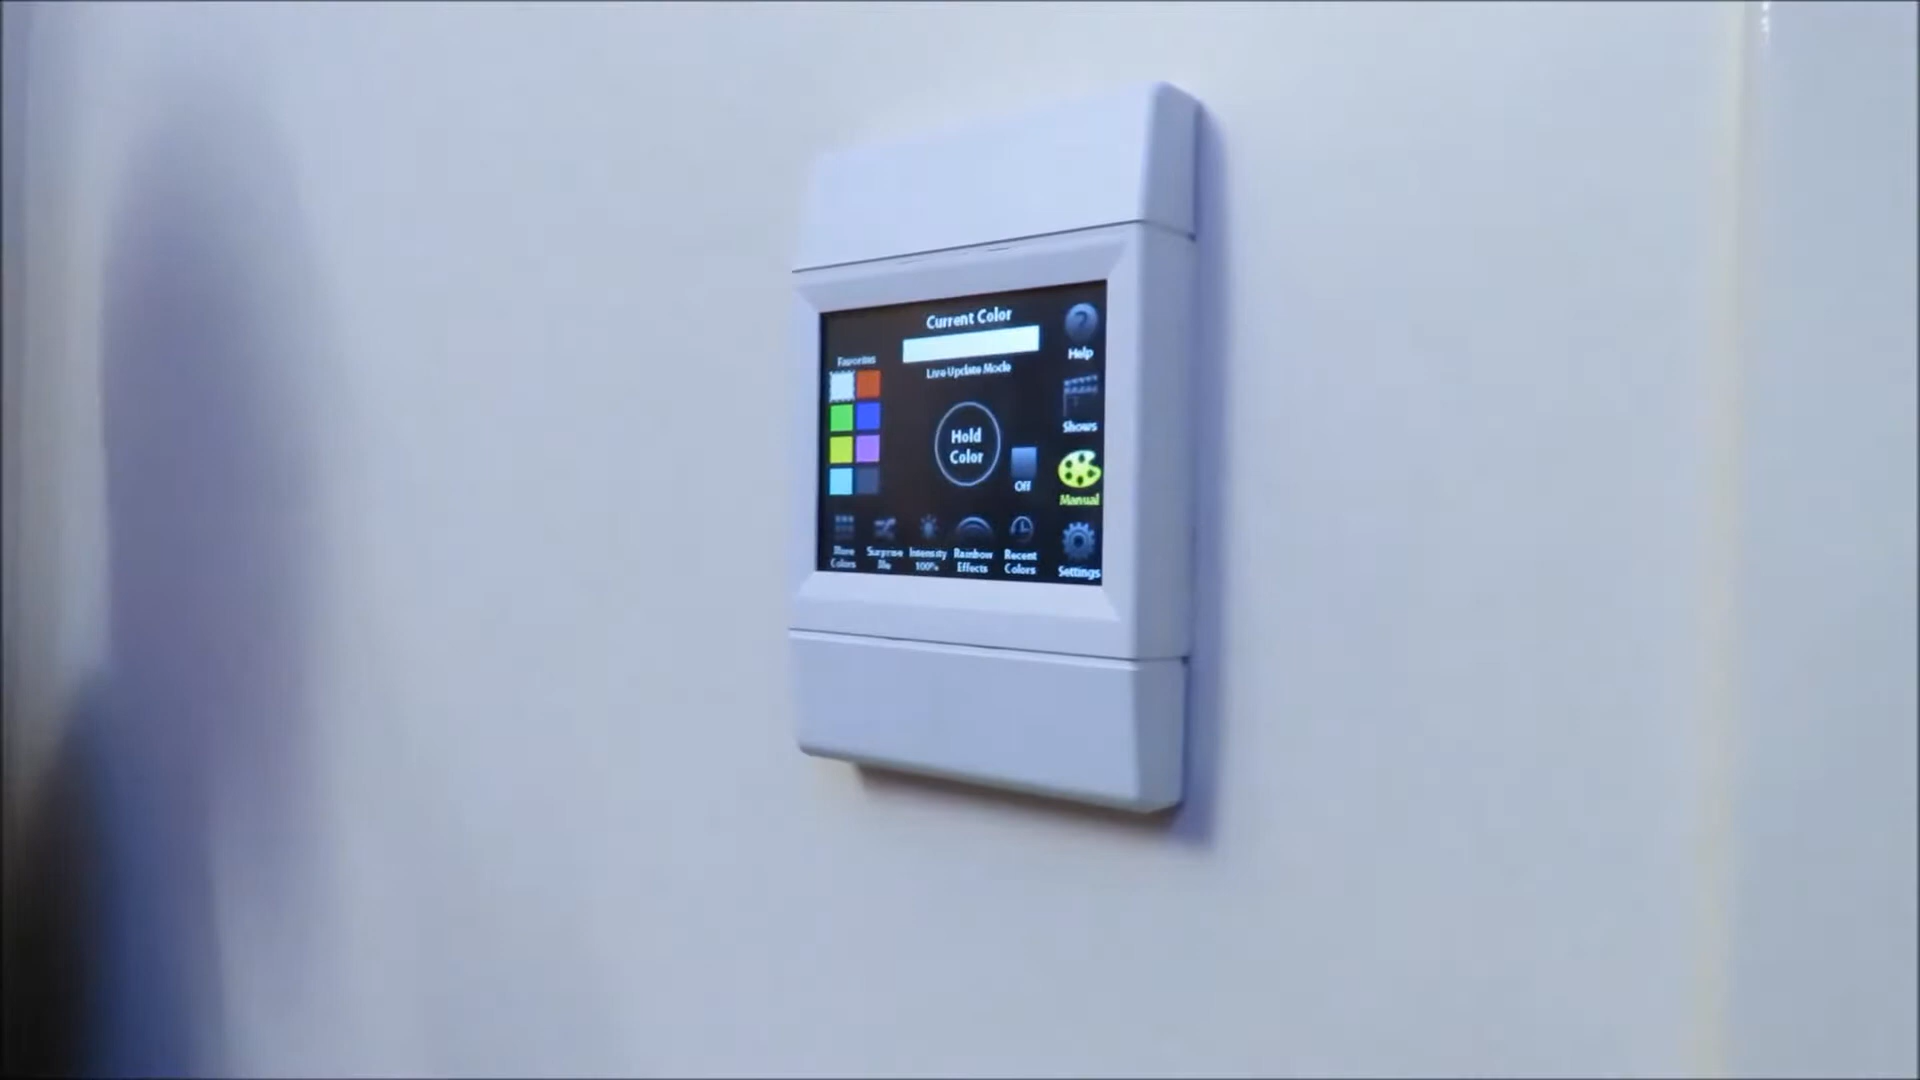 Current Color
Help
Favorites
Live Update Mode
Shows
Hold
Color
Off
Manual
More
Colors
Surprise
Me
Intensity
100%
Rainbow
Effects
Recent
Colors
Settings